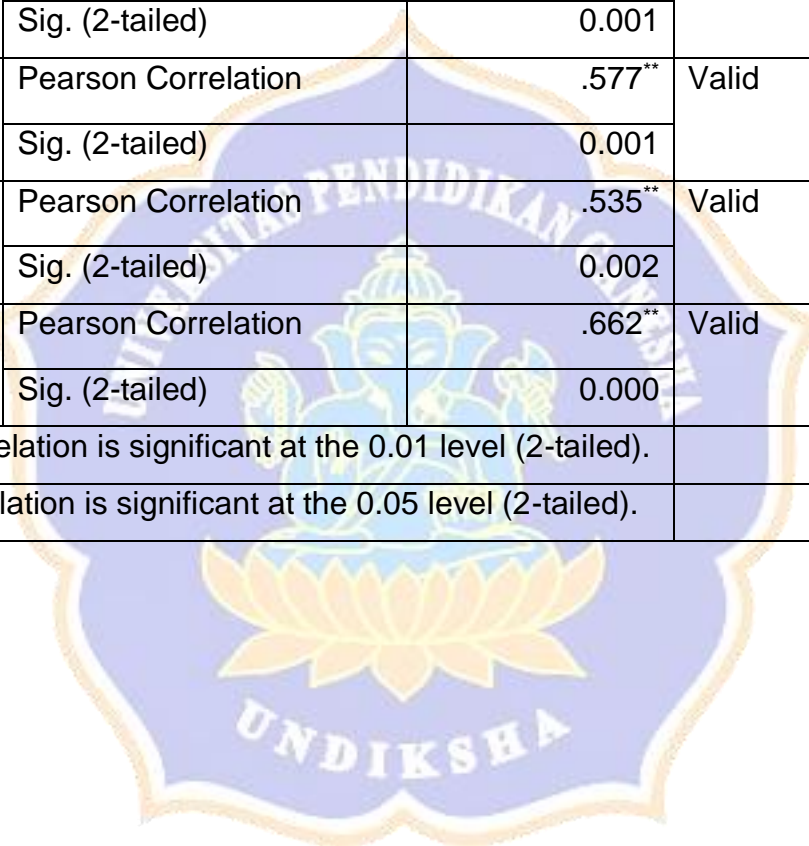 Sig. (2-tailed) 0.001
Pearson Correlation .577** Valid
Sig. (2-tailed) 0.001
Pearson Correlation .535** Valid
Sig. (2-tailed) 0.002
Pearson Correlation .662** Valid
Sig. (2-tailed) 0.000
elation is significant at the 0.01 level (2-tailed).
lation is significant at the 0.05 level (2-tailed).
UNIVERSITAS PENDIDIKAN GANESHA
UNDIKSHA